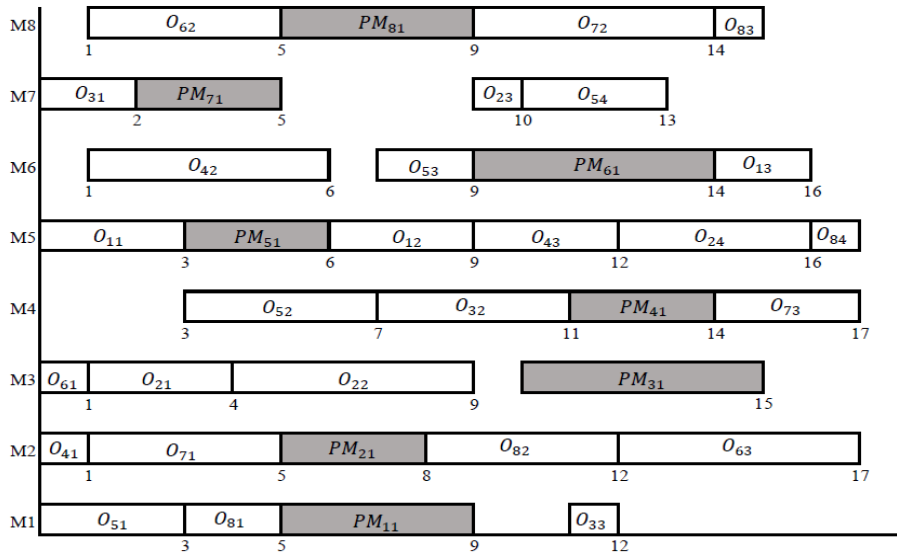 M8 O₆₂ PM₈₁ O₇₂ O₈₃
1 5 9 14
M7 O₃₁ PM₇₁ O₂₃ O₅₄
2 5 10 13
M6 O₄₂ O₅₃ PM₆₁ O₁₃
1 6 9 14 16
M5 O₁₁ PM₅₁ O₁₂ O₄₃ O₂₄ O₈₄
3 6 9 12 16
M4 O₅₂ O₃₂ PM₄₁ O₇₃
3 7 11 14 17
M3 O₆₁ O₂₁ O₂₂ PM₃₁
1 4 9 15
M2 O₄₁ O₇₁ PM₂₁ O₈₂ O₆₃
1 5 8 12 17
M1 O₅₁ O₈₁ PM₁₁ O₃₃
3 5 9 12